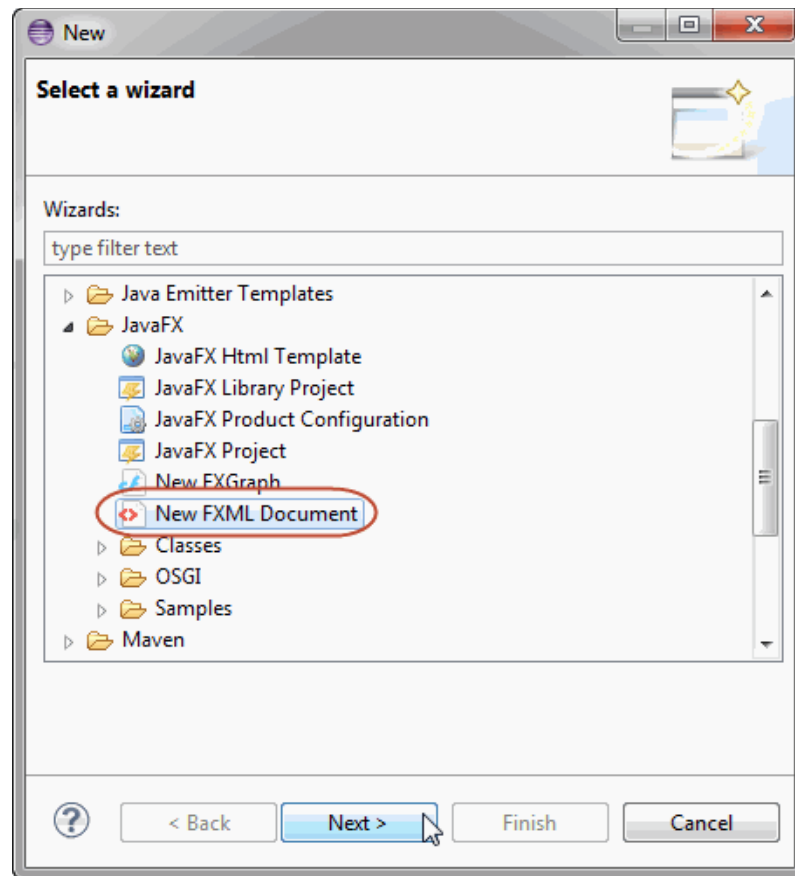 New
Select a wizard
Wizards:
type filter text
Java Emitter Templates
JavaFX
JavaFX Html Template
JavaFX Library Project
JavaFX Product Configuration
JavaFX Project
New FXGraph
New FXML Document
Classes
OSGI
Samples
Maven
? < Back Next > Finish Cancel